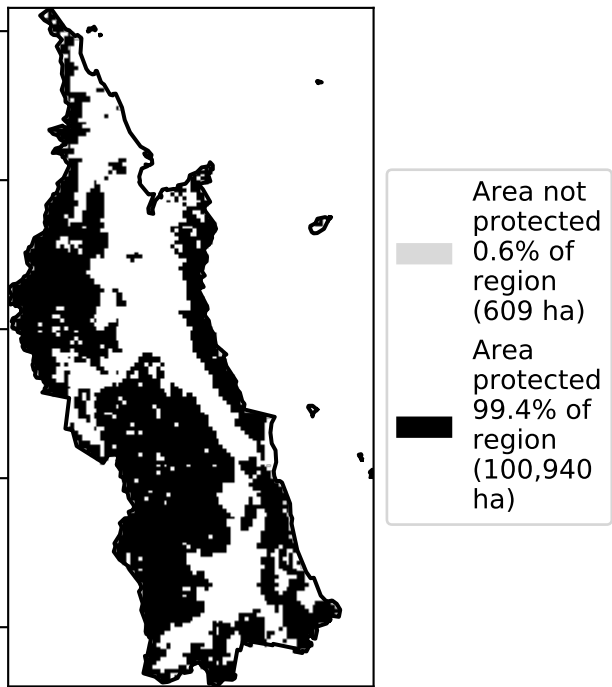 Area not
protected
0.6% of
region
(609 ha)
Area
protected
99.4% of
region
(100,940
ha)